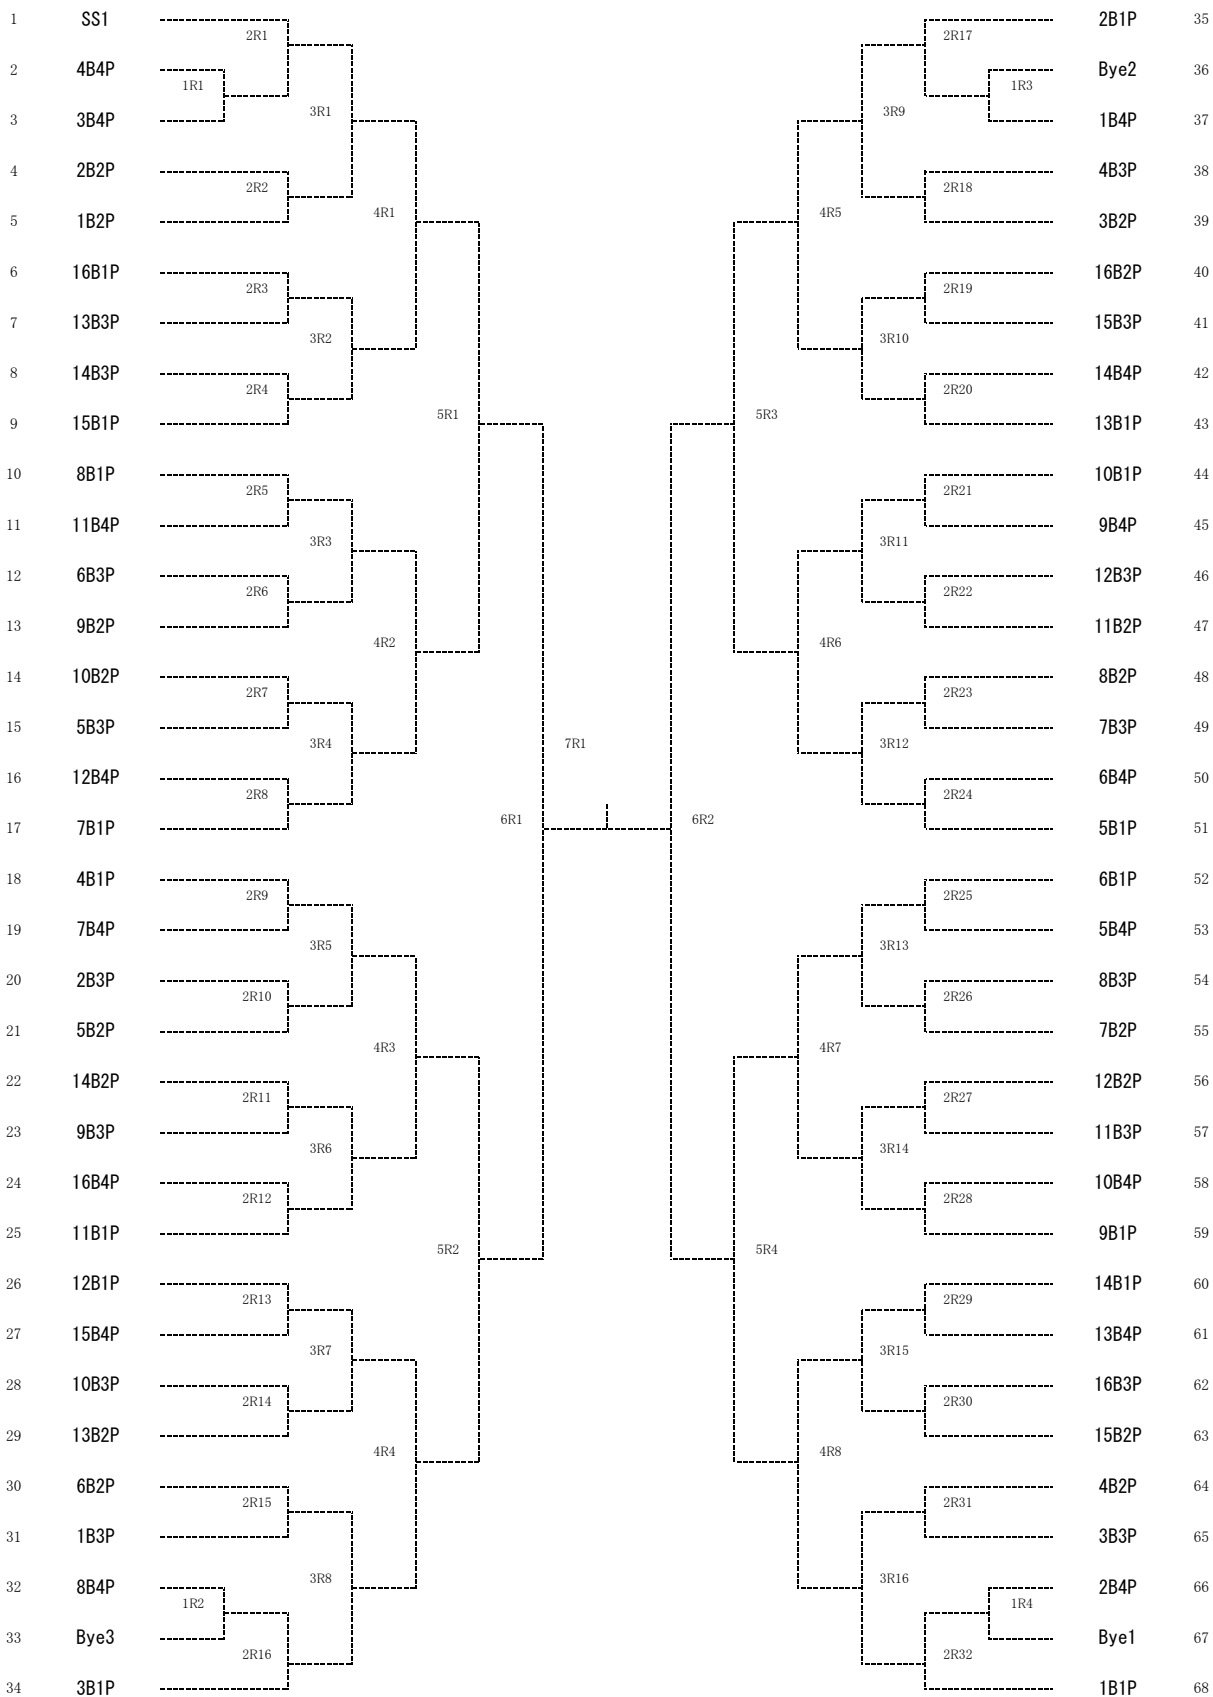 1 SS1 2B1P 35
2R1 2R17
2 4B4P Bye2 36
1R1 1R3
3R1 3R9
3 3B4P 1B4P 37
4 2B2P 4B3P 38
2R2 2R18
4R1 4R5
5 1B2P 3B2P 39
6 16B1P 16B2P 40
2R3 2R19
7 13B3P 15B3P 41
3R2 3R10
8 14B3P 14B4P 42
2R4 2R20
5R1 5R3
9 15B1P 13B1P 43
10 8B1P 10B1P 44
2R5 2R21
11 11B4P 9B4P 45
3R3 3R11
12 6B3P 12B3P 46
2R6 2R22
13 9B2P 11B2P 47
4R2 4R6
14 10B2P 8B2P 48
2R7 2R23
15 5B3P 7B3P 49
3R4 7R1 3R12
16 12B4P 6B4P 50
2R8 2R24
6R1 6R2
17 7B1P 5B1P 51
18 4B1P 6B1P 52
2R9 2R25
19 7B4P 5B4P 53
3R5 3R13
20 2B3P 8B3P 54
2R10 2R26
21 5B2P 7B2P 55
4R3 4R7
22 14B2P 12B2P 56
2R11 2R27
23 9B3P 11B3P 57
3R6 3R14
24 16B4P 10B4P 58
2R12 2R28
25 11B1P 9B1P 59
5R2 5R4
26 12B1P 14B1P 60
2R13 2R29
27 15B4P 13B4P 61
3R7 3R15
28 10B3P 16B3P 62
2R14 2R30
29 13B2P 15B2P 63
4R4 4R8
30 6B2P 4B2P 64
2R15 2R31
31 1B3P 3B3P 65
3R8 3R16
32 8B4P 2B4P 66
1R2 1R4
33 Bye3 Bye1 67
2R16 2R32
34 3B1P 1B1P 68